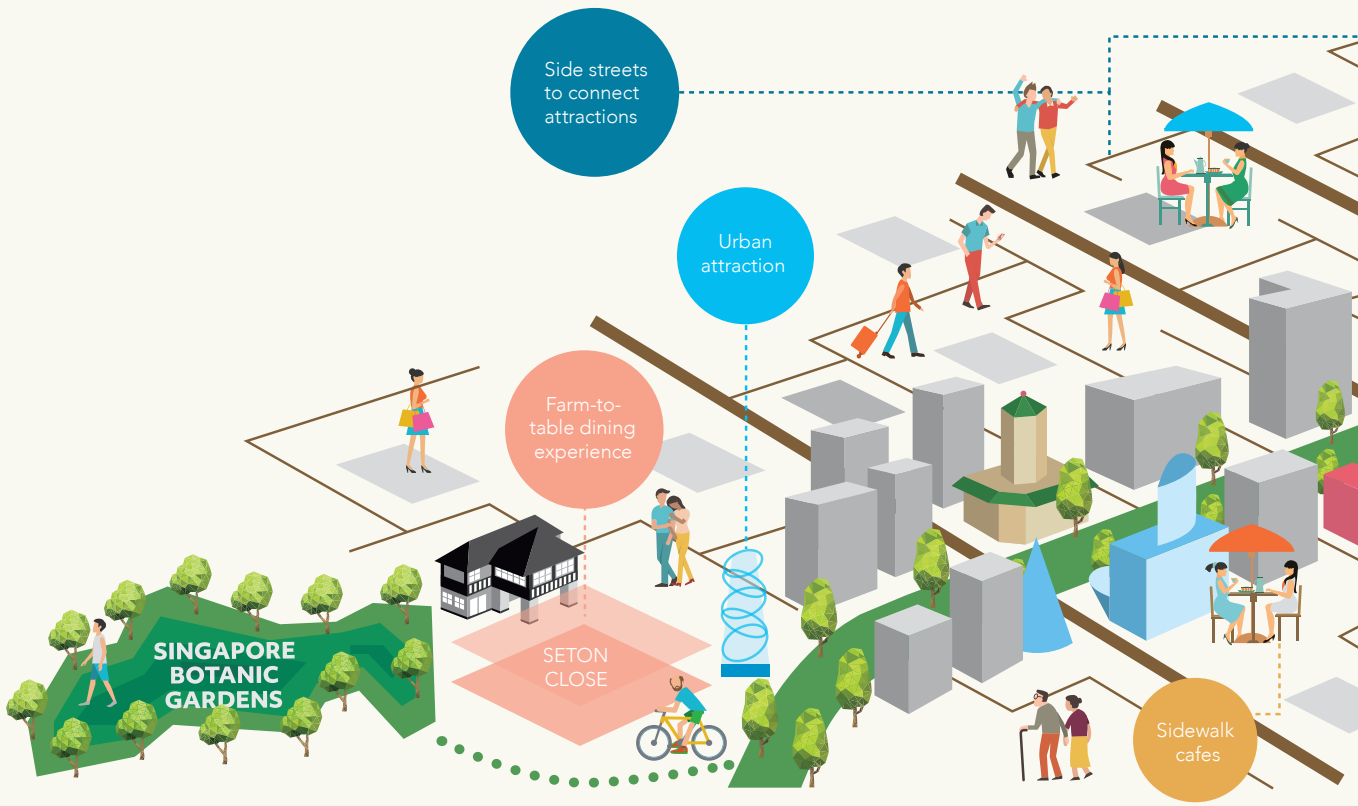 Side streets
to connect
attractions
Urban
attraction
Farm-to-
table dining
experience
SINGAPORE
BOTANIC
GARDENS
SETON
CLOSE
Sidewalk
cafes